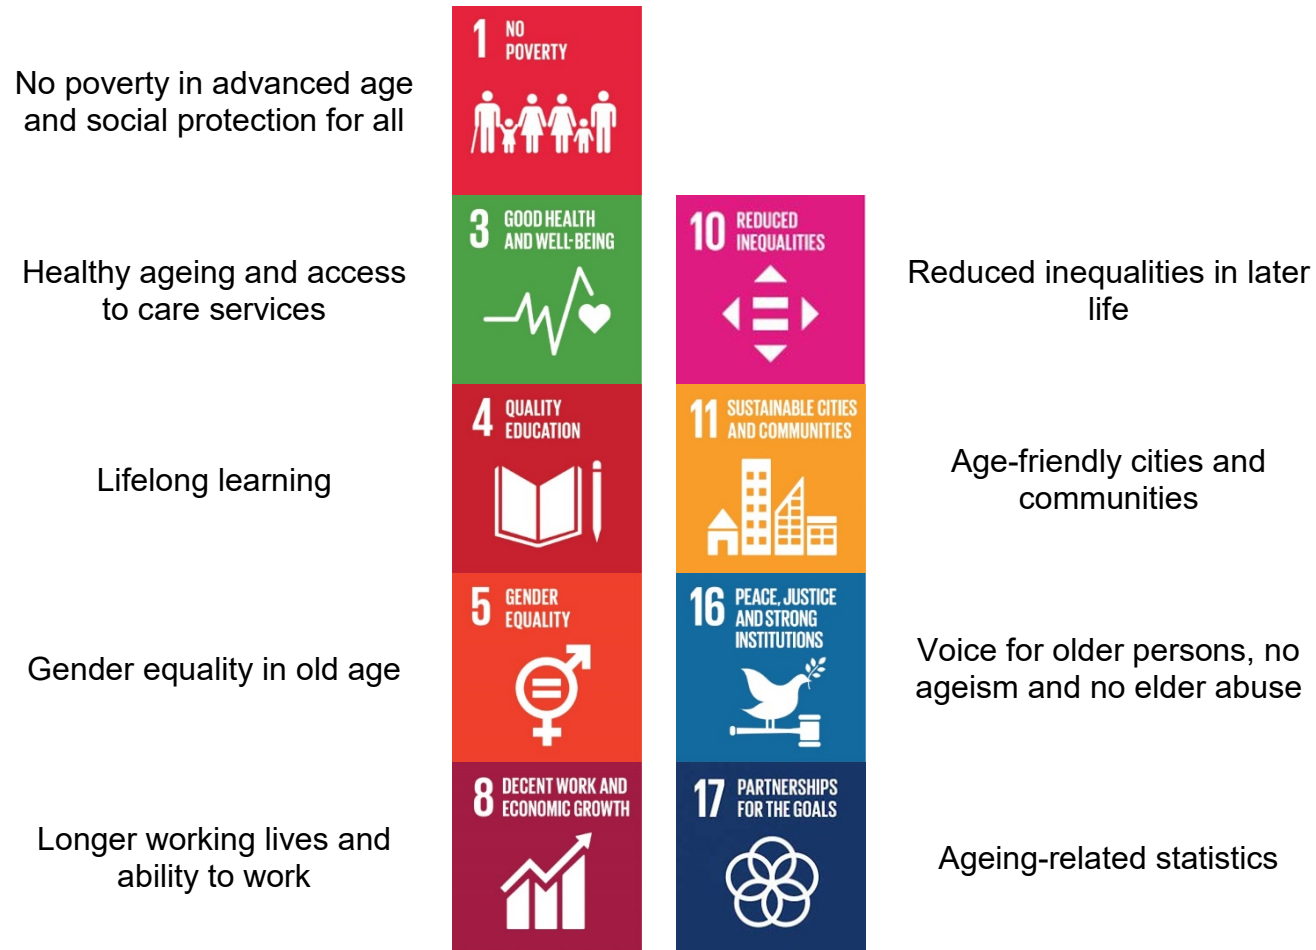 No poverty in advanced age
and social protection for all
1 NO
POVERTY
Healthy ageing and access
to care services
3 GOOD HEALTH
AND WELL-BEING
Lifelong learning
4 QUALITY
EDUCATION
Gender equality in old age
5 GENDER
EQUALITY
Longer working lives and
ability to work
8 DECENT WORK AND
ECONOMIC GROWTH
10 REDUCED
INEQUALITIES
Reduced inequalities in later
life
11 SUSTAINABLE CITIES
AND COMMUNITIES
Age-friendly cities and
communities
16 PEACE, JUSTICE
AND STRONG
INSTITUTIONS
Voice for older persons, no
ageism and no elder abuse
17 PARTNERSHIPS
FOR THE GOALS
Ageing-related statistics